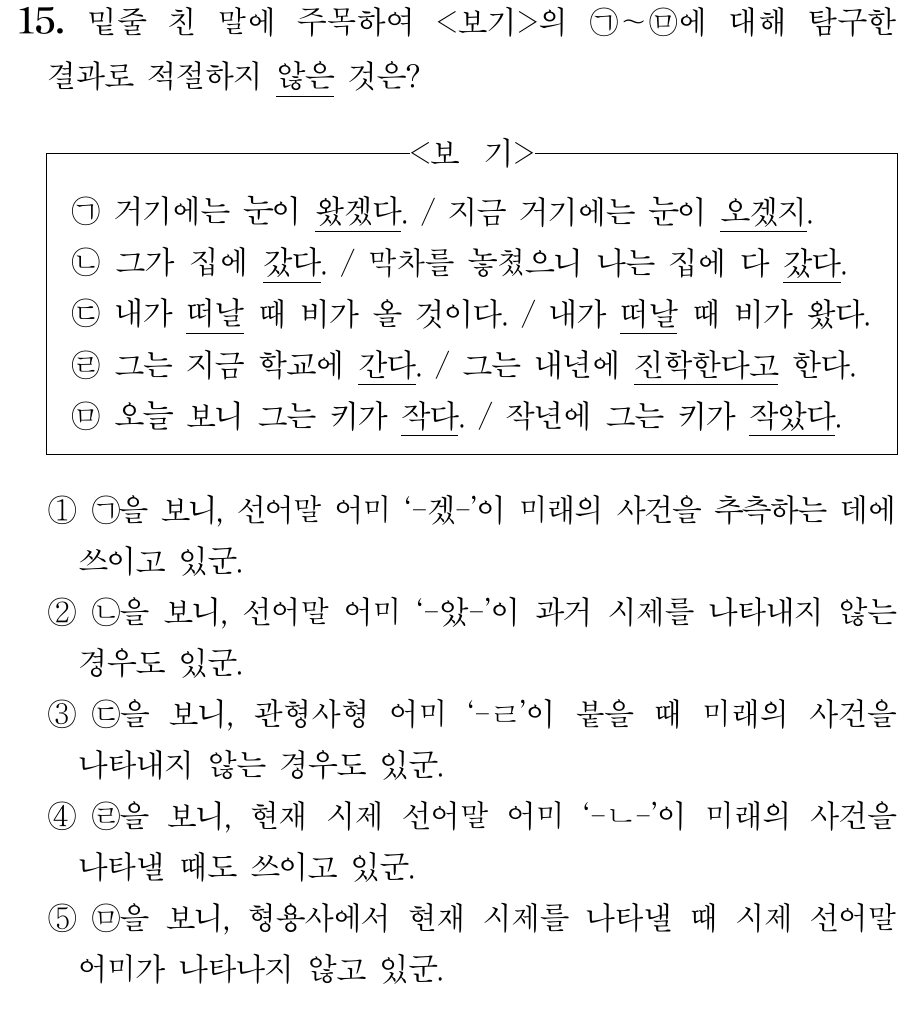 15. 밑줄 친 말에 주목하여 <보기>의 ㉠~㉤에 대해 탐구한
결과로 적절하지 않은 것은?
<보 기>
㉠ 거기에는 눈이 왔겠다. / 지금 거기에는 눈이 오겠지.
㉡ 그가 집에 갔다. / 막차를 놓쳤으니 나는 집에 다 갔다.
㉢ 내가 떠날 때 비가 올 것이다. / 내가 떠날 때 비가 왔다.
㉣ 그는 지금 학교에 간다. / 그는 내년에 진학한다고 한다.
㉤ 오늘 보니 그는 키가 작다. / 작년에 그는 키가 작았다.
① ㉠을 보니, 선어말 어미 ‘-겠-’이 미래의 사건을 추측하는 데에
쓰이고 있군.
② ㉡을 보니, 선어말 어미 ‘-았-’이 과거 시제를 나타내지 않는
경우도 있군.
③ ㉢을 보니, 관형사형 어미 ‘-ㄹ’이 붙을 때 미래의 사건을
나타내지 않는 경우도 있군.
④ ㉣을 보니, 현재 시제 선어말 어미 ‘-ㄴ-’이 미래의 사건을
나타낼 때도 쓰이고 있군.
⑤ ㉤을 보니, 형용사에서 현재 시제를 나타낼 때 시제 선어말
어미가 나타나지 않고 있군.